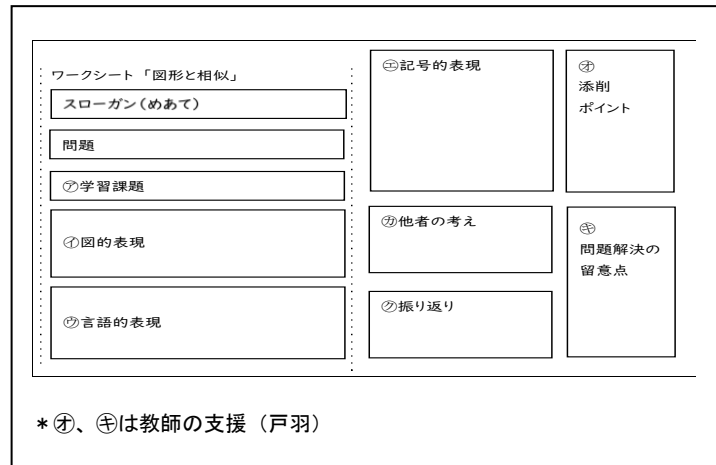 ワークシート「図形と相似」
スローガン(めあて)
問題
㋐学習課題
㋑図的表現
㋒言語的表現
㋓記号的表現
㋔
添削
ポイント
㋕他者の考え
㋖
問題解決の
留意点
㋗振り返り
*㋔、㋖は教師の支援(戸羽)